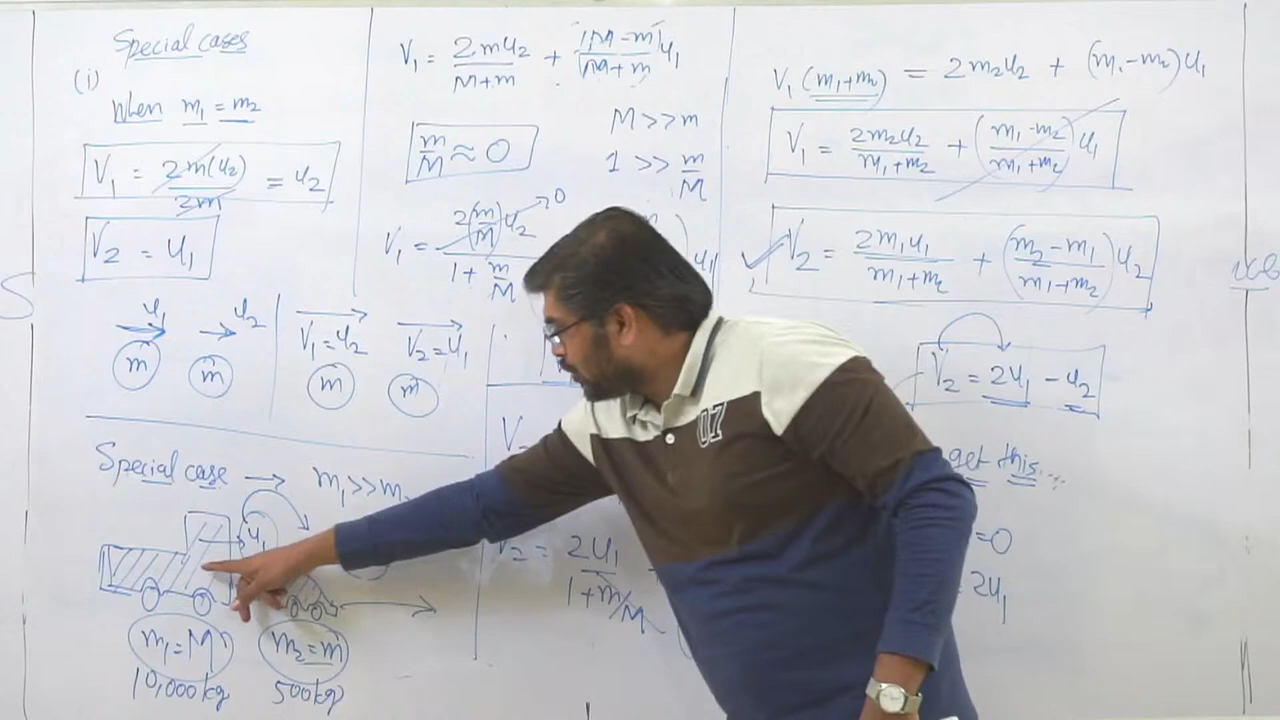 Special cases
(i)
When m₁ = m₂
V₁ = 2m(u₂)/2m = u₂
V₂ = u₁
u₁ u₂
m m
V₁ = u₂ V₂ = u₁
m m
Special case → m₁ >> m₂
u₁
m₁ = M m₂ = m
10,000 kg 500 kg
V₁ = 2mu₂/M+m + (M-m)/M+m u₁
m/M ≈ 0
M >> m
1 >> m/M
V₁ = 2(m/M)u₂/1 + m/M → 0
u₁
V₂ = 2u₁/1+m/M
V₁ (m₁+m₂) = 2m₂u₂ + (m₁-m₂)u₁
V₁ = 2m₂u₂/m₁+m₂ + (m₁-m₂/m₁+m₂)u₁
V₂ = 2m₁u₁/m₁+m₂ + (m₂-m₁/m₁+m₂)u₂
V₂ = 2u₁ - u₂
get this...
=0
2u₁
07